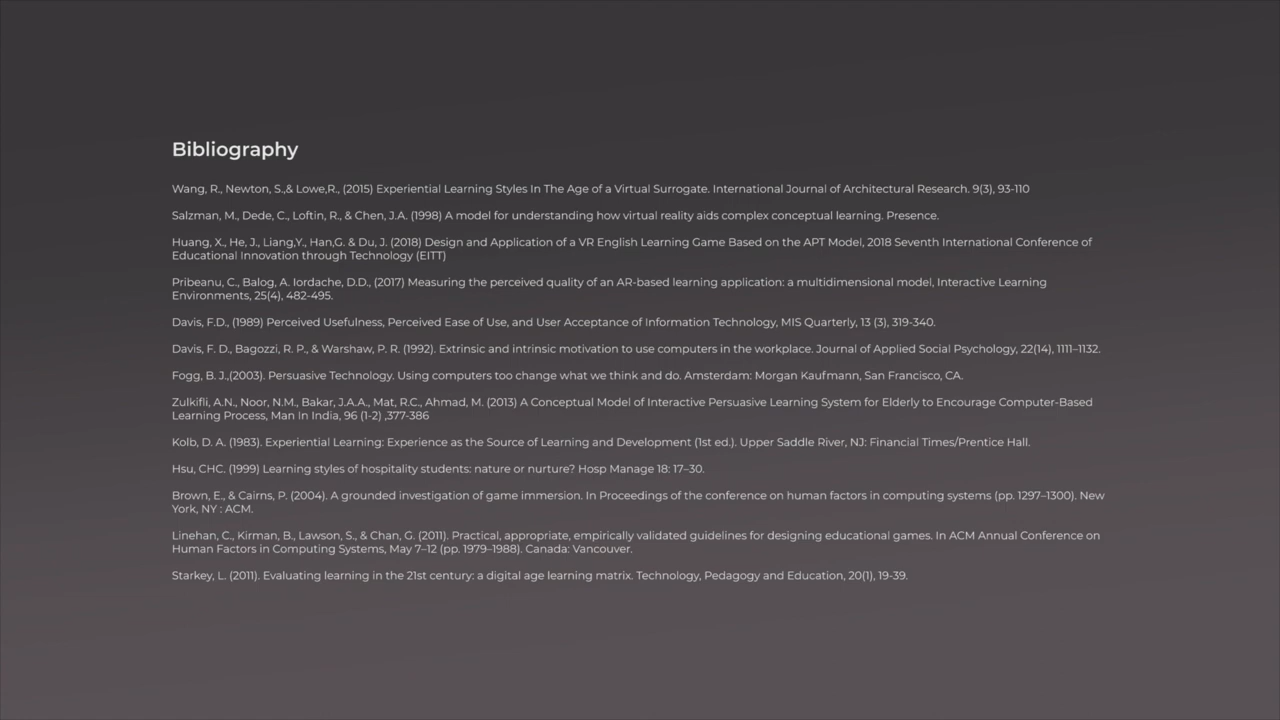 Bibliography
Wang, R., Newton, S.,& Lowe,R., (2015) Experiential Learning Styles In The Age of a Virtual Surrogate. International Journal of Architectural Research. 9(3), 93-110
Salzman, M., Dede, C., Loftin, R., & Chen, J.A. (1998) A model for understanding how virtual reality aids complex conceptual learning. Presence.
Huang, X., He, J., Liang,Y., Han,G. & Du, J. (2018) Design and Application of a VR English Learning Game Based on the APT Model, 2018 Seventh International Conference of
Educational Innovation through Technology (EITT)
Pribeanu, C., Balog, A. Iordache, D.D., (2017) Measuring the perceived quality of an AR-based learning application: a multidimensional model, Interactive Learning
Environments, 25(4), 482-495.
Davis, F.D., (1989) Perceived Usefulness, Perceived Ease of Use, and User Acceptance of Information Technology, MIS Quarterly, 13 (3), 319-340.
Davis, F. D., Bagozzi, R. P., & Warshaw, P. R. (1992). Extrinsic and intrinsic motivation to use computers in the workplace. Journal of Applied Social Psychology, 22(14), 1111–1132.
Fogg, B. J.,(2003). Persuasive Technology. Using computers too change what we think and do. Amsterdam: Morgan Kaufmann, San Francisco, CA.
Zulkifli, A.N., Noor, N.M., Bakar, J.A.A., Mat, R.C., Ahmad, M. (2013) A Conceptual Model of Interactive Persuasive Learning System for Elderly to Encourage Computer-Based
Learning Process, Man In India, 96 (1-2) ,377-386
Kolb, D. A. (1983). Experiential Learning: Experience as the Source of Learning and Development (1st ed.). Upper Saddle River, NJ: Financial Times/Prentice Hall.
Hsu, CHC. (1999) Learning styles of hospitality students: nature or nurture? Hosp Manage 18: 17–30.
Brown, E., & Cairns, P. (2004). A grounded investigation of game immersion. In Proceedings of the conference on human factors in computing systems (pp. 1297–1300). New
York, NY : ACM.
Linehan, C., Kirman, B., Lawson, S., & Chan, G. (2011). Practical, appropriate, empirically validated guidelines for designing educational games. In ACM Annual Conference on
Human Factors in Computing Systems, May 7–12 (pp. 1979–1988). Canada: Vancouver.
Starkey, L. (2011). Evaluating learning in the 21st century: a digital age learning matrix. Technology, Pedagogy and Education, 20(1), 19-39.